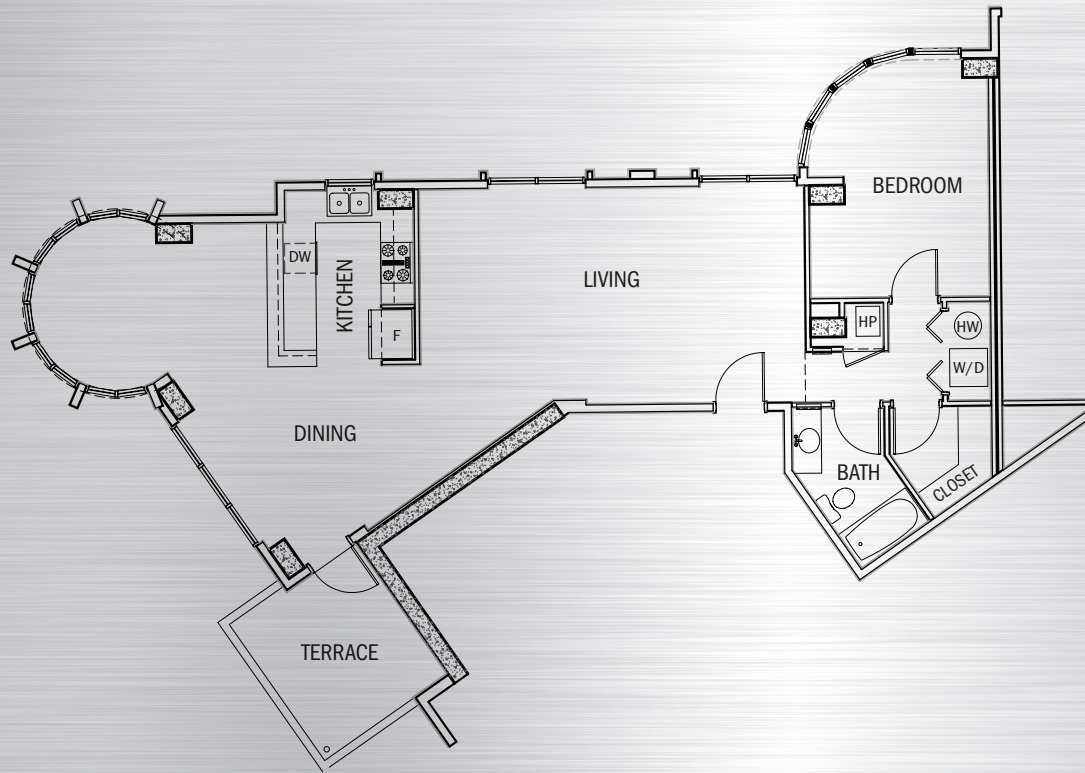 BEDROOM
LIVING
DW
KITCHEN
F
HP
HW
W/D
DINING
BATH
CLOSET
TERRACE